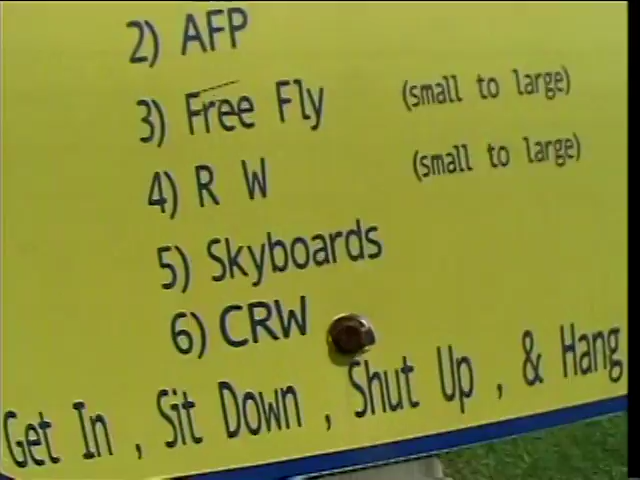 2) AFP
3) Free Fly (small to large)
4) R W (small to large)
5) Skyboards
6) CRW
Get In , Sit Down , Shut Up , & Hang